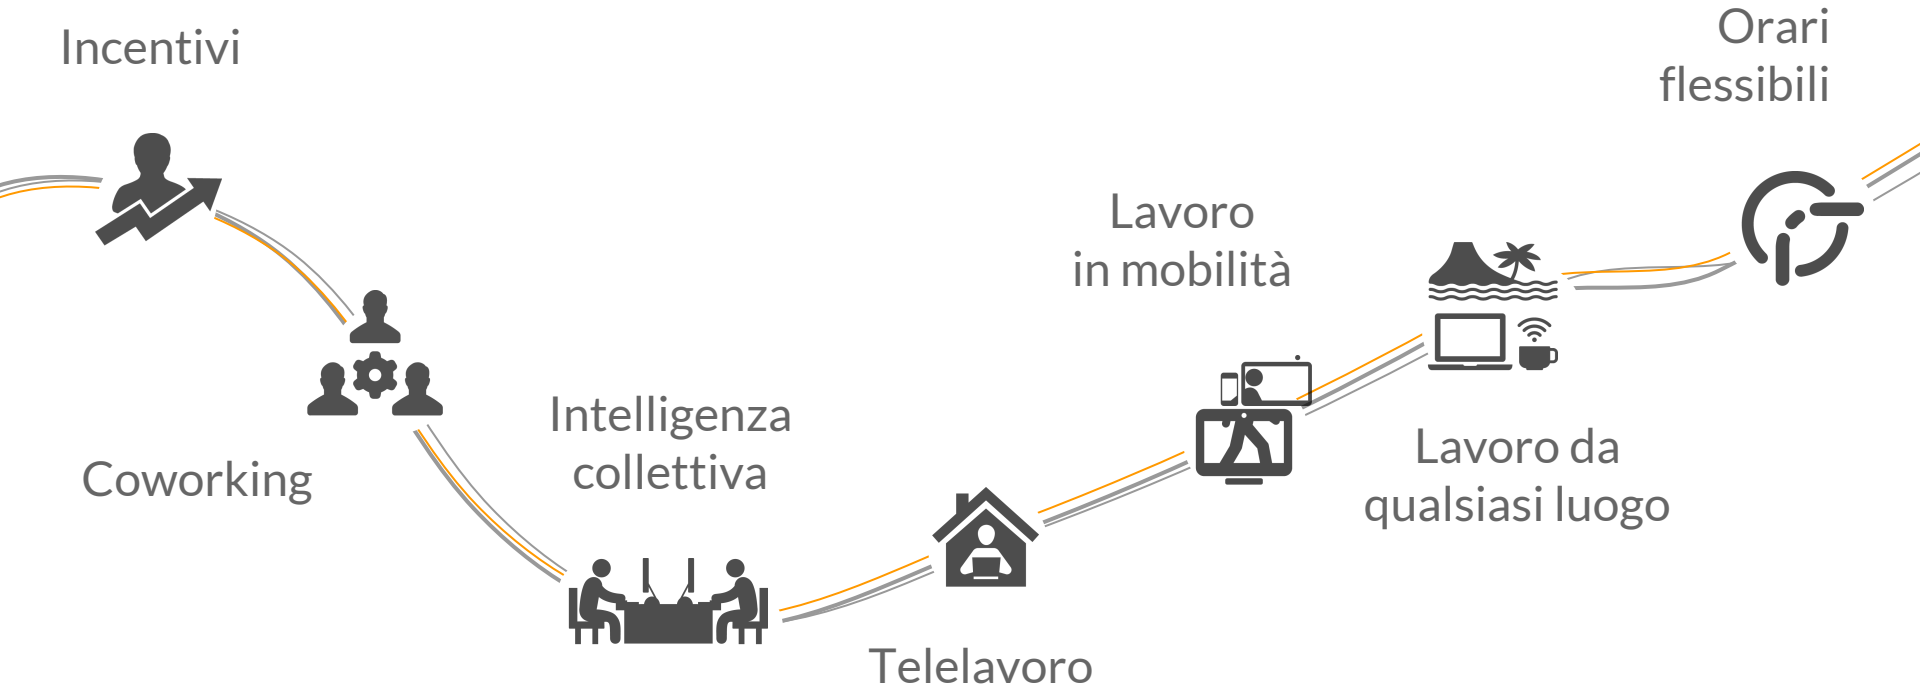 Incentivi
Coworking
Intelligenza
collettiva
Telelavoro
Lavoro
in mobilità
Lavoro da
qualsiasi luogo
Orari
flessibili